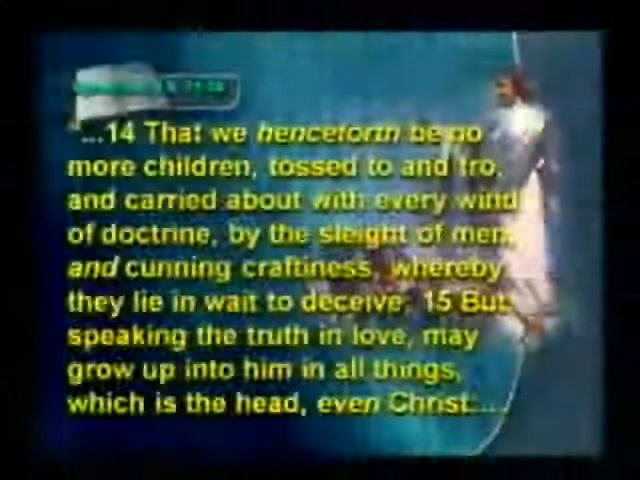 "...14 That we henceforth be no
more children, tossed to and fro,
and carried about with every wind
of doctrine, by the sleight of men,
and cunning craftiness, whereby
they lie in wait to deceive; 15 But
speaking the truth in love, may
grow up into him in all things,
which is the head, even Christ:...